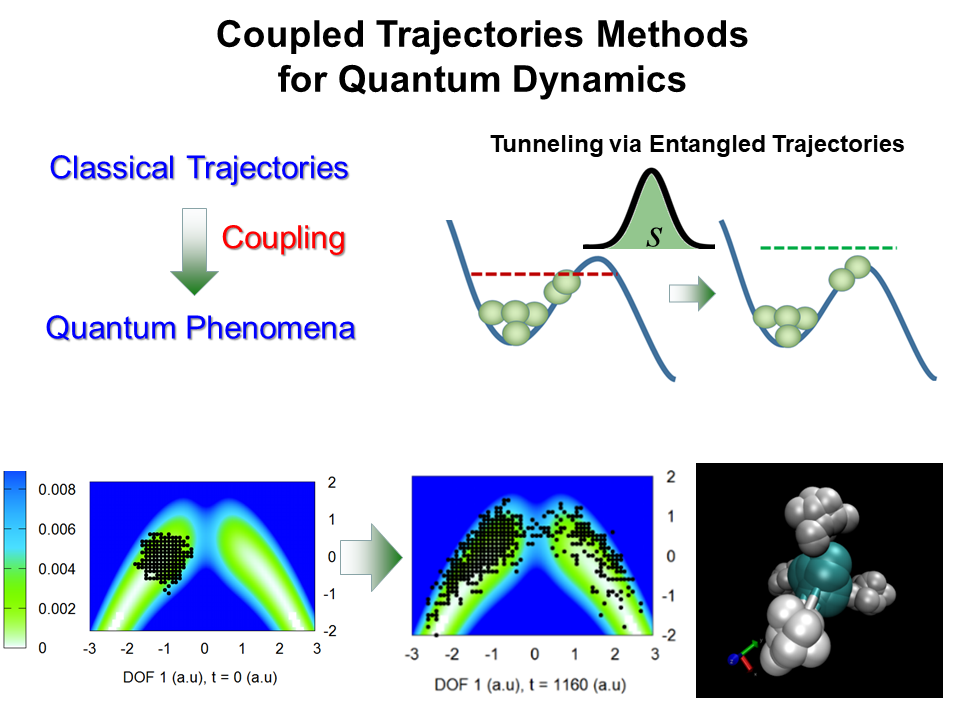 Coupled Trajectories Methods
for Quantum Dynamics
Classical Trajectories
Coupling
Quantum Phenomena
Tunneling via Entangled Trajectories
s
0.008
0.006
0.004
0.002
0
2
1
0
-1
-2
-3 -2 -1 0 1 2 3
DOF 1 (a.u), t = 0 (a.u)
2
1
0
-1
-2
-3 -2 -1 0 1 2 3
DOF 1 (a.u), t = 1160 (a.u)